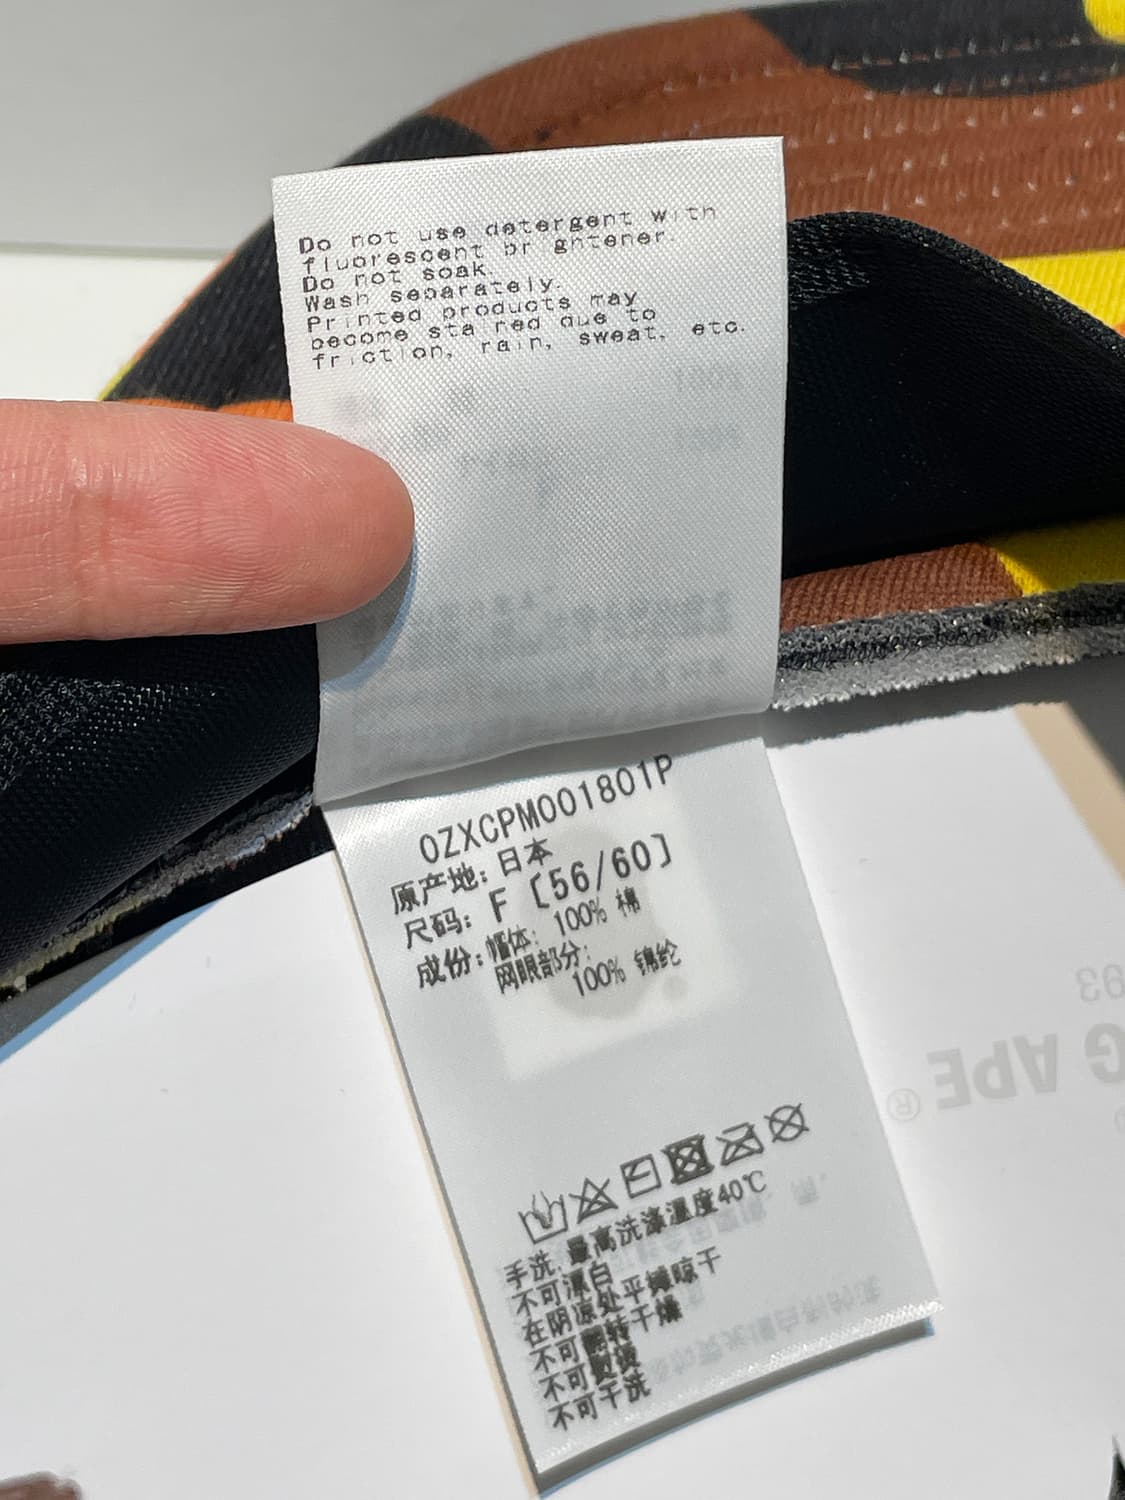 Do not use detergent with
fluorescent brightener.
Do not soak.
Wash separately.
Printed products may
become stained due to
friction, rain, sweat, etc.
0ZXCPM001801P
原产地: 日本
尺码: F〔56/60〕
成份: 帽体: 100% 棉
网眼部分:
100% 锦纶
手洗, 最高洗涤温度40℃
不可漂白
在阴凉处平摊晾干
不可翻转干燥
不可熨烫
不可干洗
93
G APE®